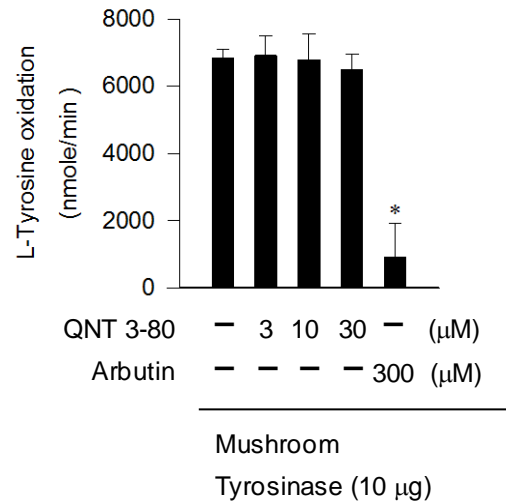 8000
6000
4000
2000
0
L-Tyrosine oxidation
(nmole/min)
*
QNT 3-80 – 3 10 30 – (μM)
Arbutin – – – – 300 (μM)
Mushroom
Tyrosinase (10 μg)